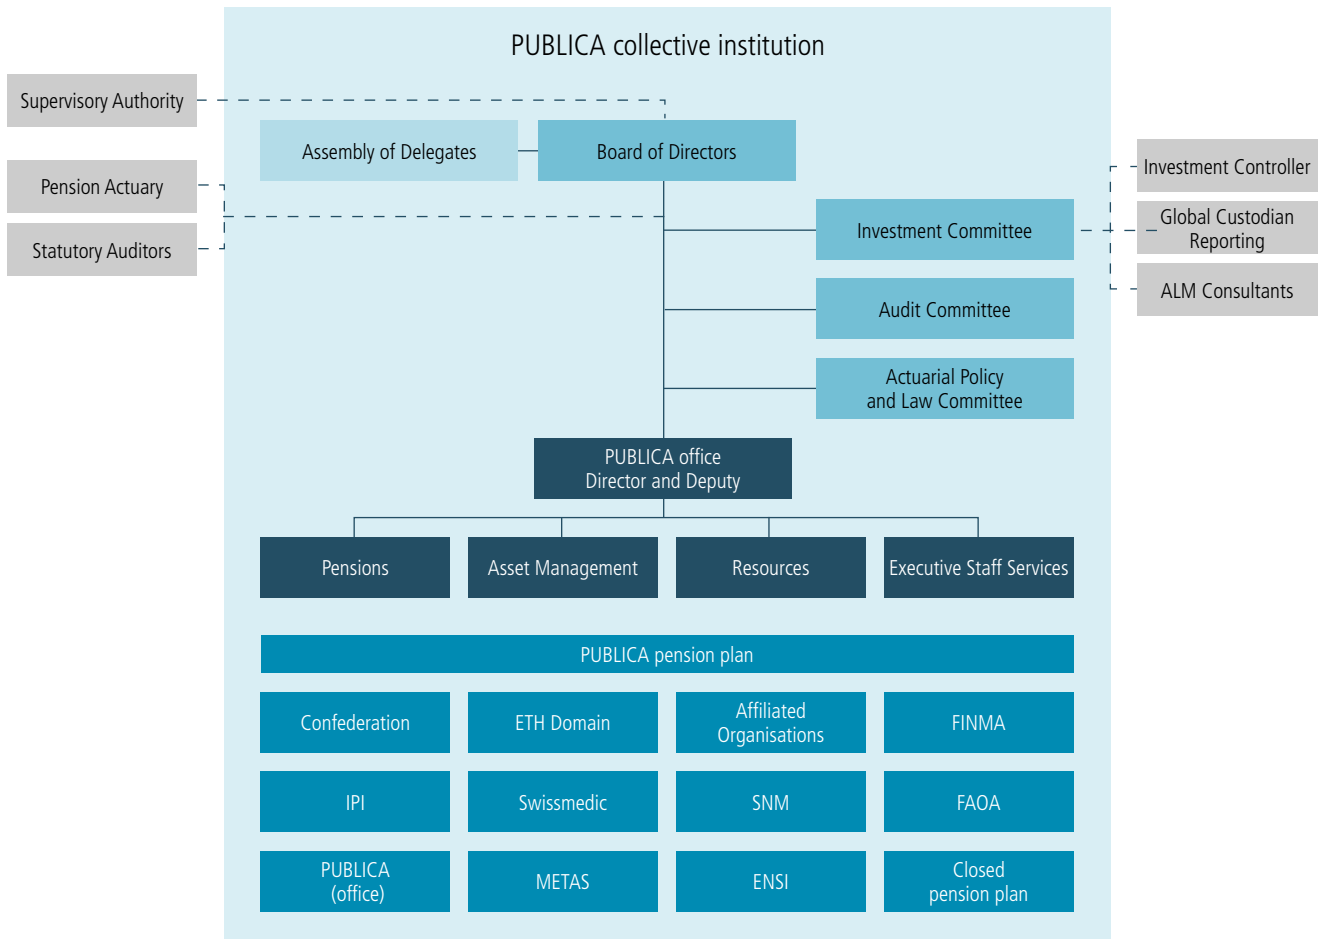 PUBLICA collective institution
Supervisory Authority
Assembly of Delegates
Board of Directors
Pension Actuary
Statutory Auditors
Investment Controller
Global Custodian
Reporting
ALM Consultants
Investment Committee
Audit Committee
Actuarial Policy
and Law Committee
PUBLICA office
Director and Deputy
Pensions
Asset Management
Resources
Executive Staff Services
PUBLICA pension plan
Confederation
ETH Domain
Affiliated
Organisations
FINMA
IPI
Swissmedic
SNM
FAOA
PUBLICA
(office)
METAS
ENSI
Closed
pension plan